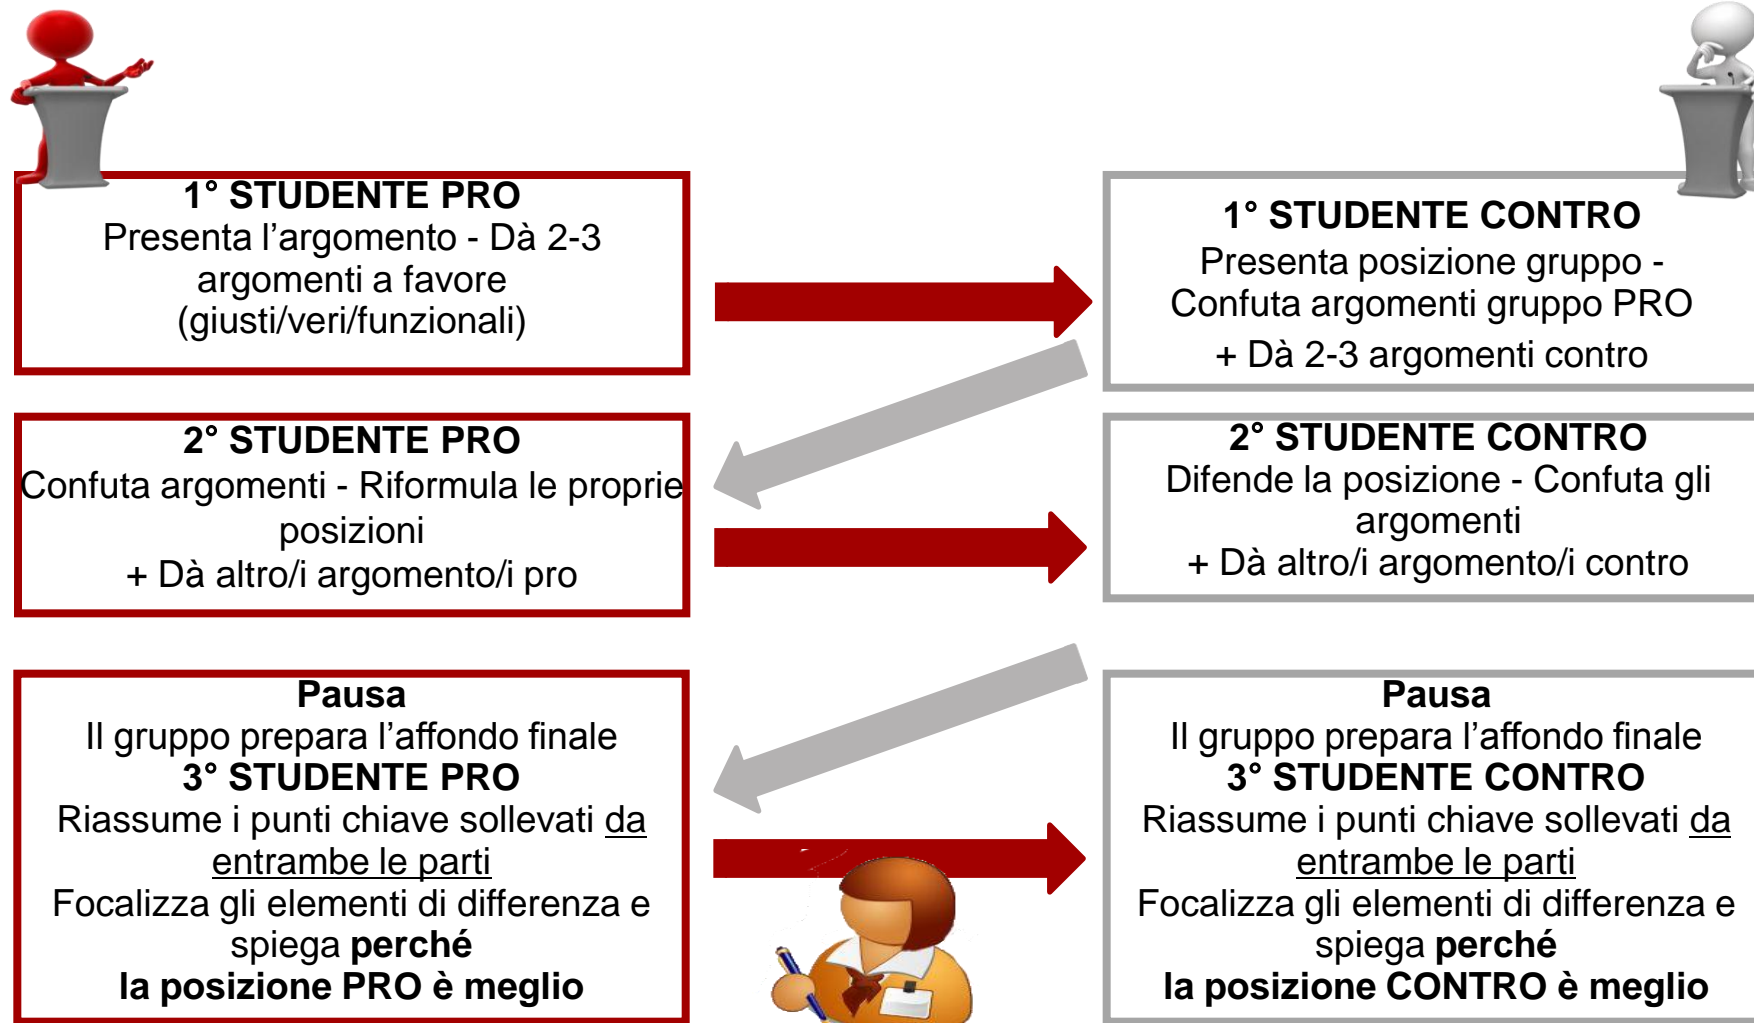 1° STUDENTE PRO
Presenta l’argomento - Dà 2-3
argomenti a favore
(giusti/veri/funzionali)
1° STUDENTE CONTRO
Presenta posizione gruppo -
Confuta argomenti gruppo PRO
+ Dà 2-3 argomenti contro
2° STUDENTE PRO
Confuta argomenti - Riformula le proprie
posizioni
+ Dà altro/i argomento/i pro
2° STUDENTE CONTRO
Difende la posizione - Confuta gli
argomenti
+ Dà altro/i argomento/i contro
Pausa
Il gruppo prepara l’affondo finale
3° STUDENTE PRO
Riassume i punti chiave sollevati da
entrambe le parti
Focalizza gli elementi di differenza e
spiega perché
la posizione PRO è meglio
Pausa
Il gruppo prepara l’affondo finale
3° STUDENTE CONTRO
Riassume i punti chiave sollevati da
entrambe le parti
Focalizza gli elementi di differenza e
spiega perché
la posizione CONTRO è meglio